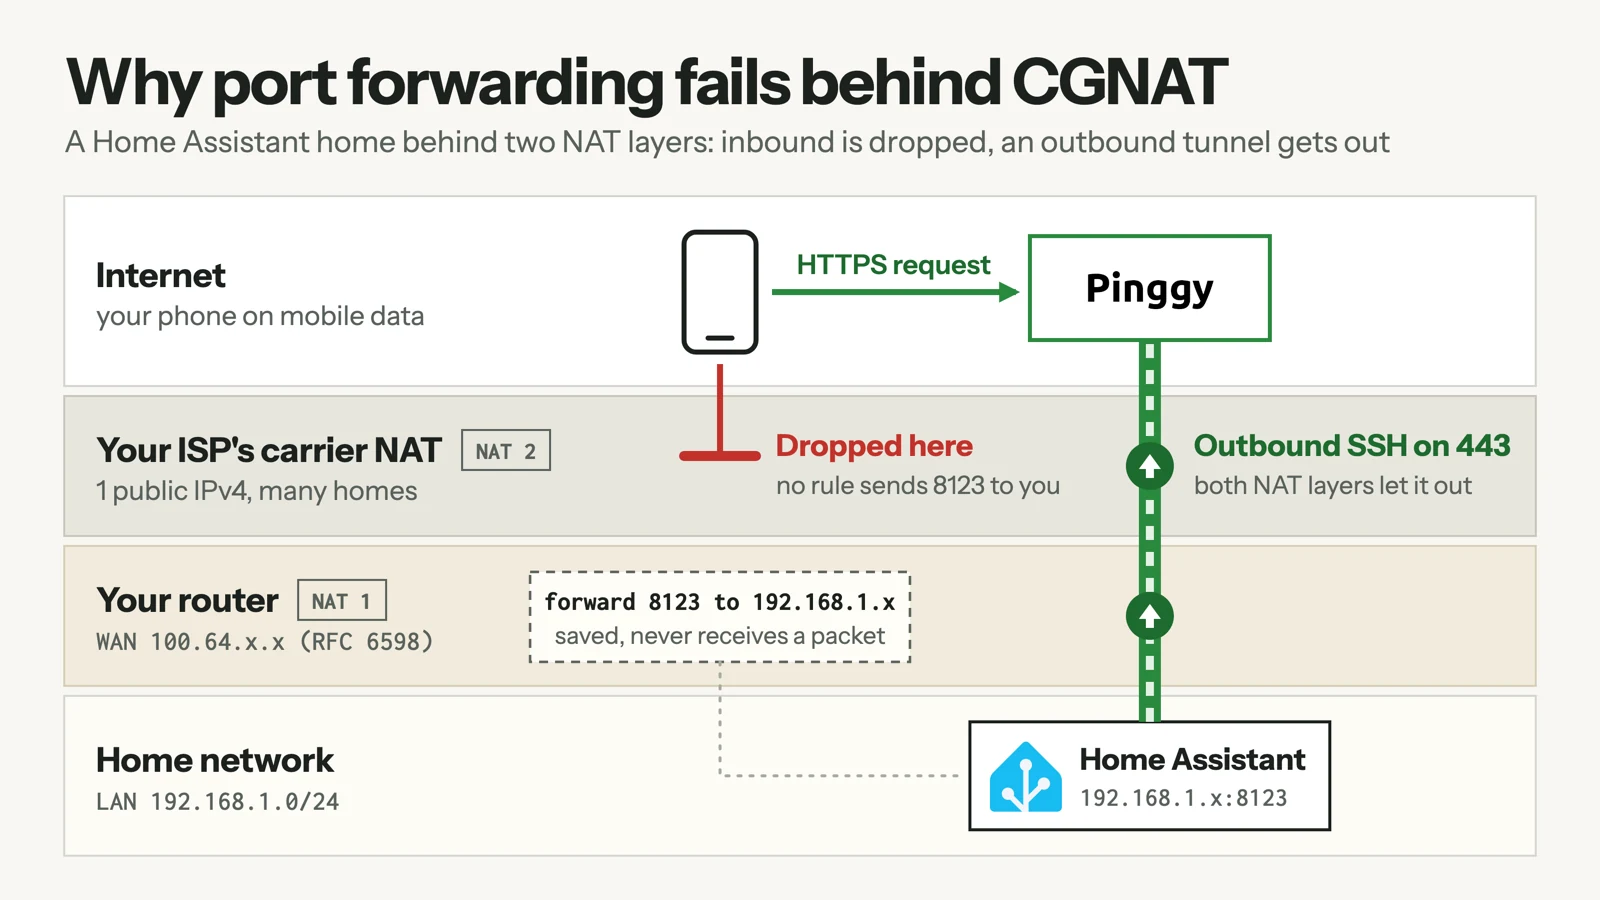 Why port forwarding fails behind CGNAT
A Home Assistant home behind two NAT layers: inbound is dropped, an outbound tunnel gets out
Internet
your phone on mobile data
HTTPS request
Pinggy
Your ISP's carrier NAT
NAT 2
1 public IPv4, many homes
Dropped here
no rule sends 8123 to you
Outbound SSH on 443
both NAT layers let it out
Your router
NAT 1
WAN 100.64.x.x (RFC 6598)
forward 8123 to 192.168.1.x
saved, never receives a packet
Home network
LAN 192.168.1.0/24
Home Assistant
192.168.1.x:8123